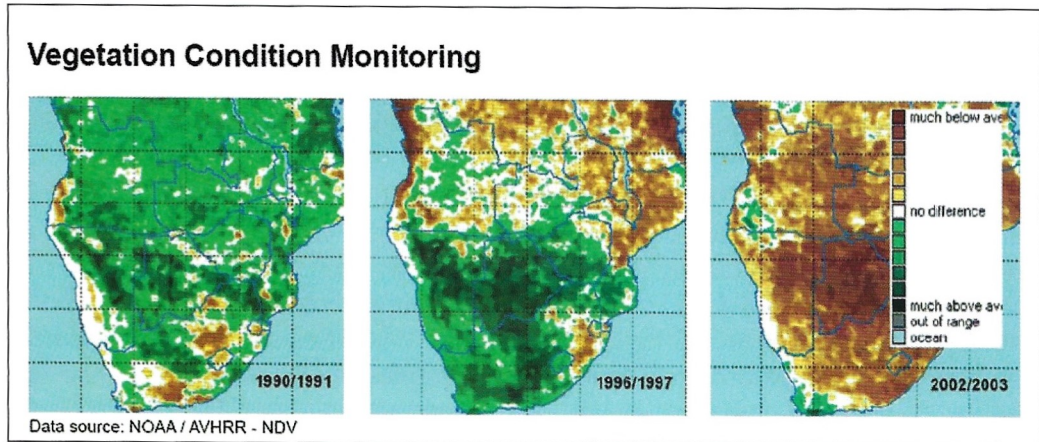 Vegetation Condition Monitoring
1990/1991
1996/1997
much below ave
no difference
much above ave
out of range
ocean
2002/2003
Data source: NOAA / AVHRR - NDV